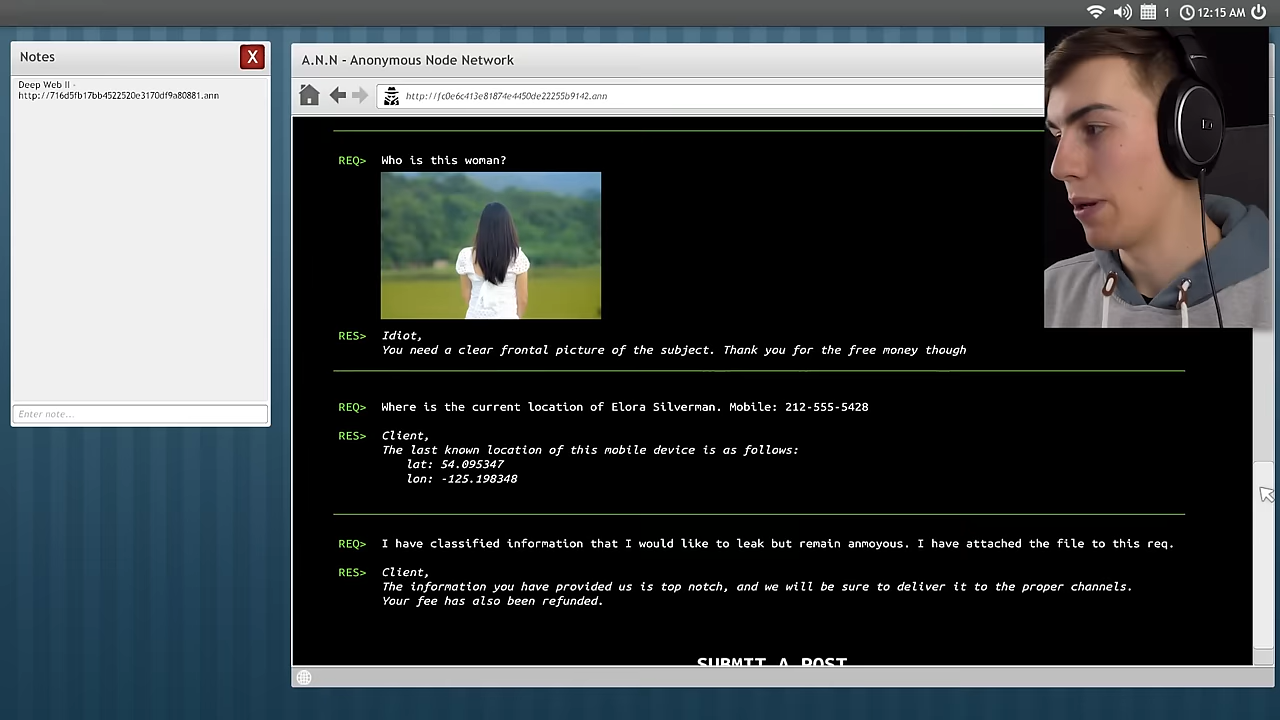 1
12:15 AM
Notes
X
Deep Web II -
http://716d5fb17bb4522520e3170df9a80881.ann
Enter note...
A.N.N - Anonymous Node Network
http://fc0e6c413e81874e4450de22255b9142.ann
REQ> Who is this woman?
RES> Idiot,
You need a clear frontal picture of the subject. Thank you for the free money though
REQ> Where is the current location of Elora Silverman. Mobile: 212-555-5428
RES> Client,
The last known location of this mobile device is as follows:
lat: 54.095347
lon: -125.198348
REQ> I have classified information that I would like to leak but remain anmoyous. I have attached the file to this req.
RES> Client,
The information you have provided us is top notch, and we will be sure to deliver it to the proper channels.
Your fee has also been refunded.
SUBMIT A POST